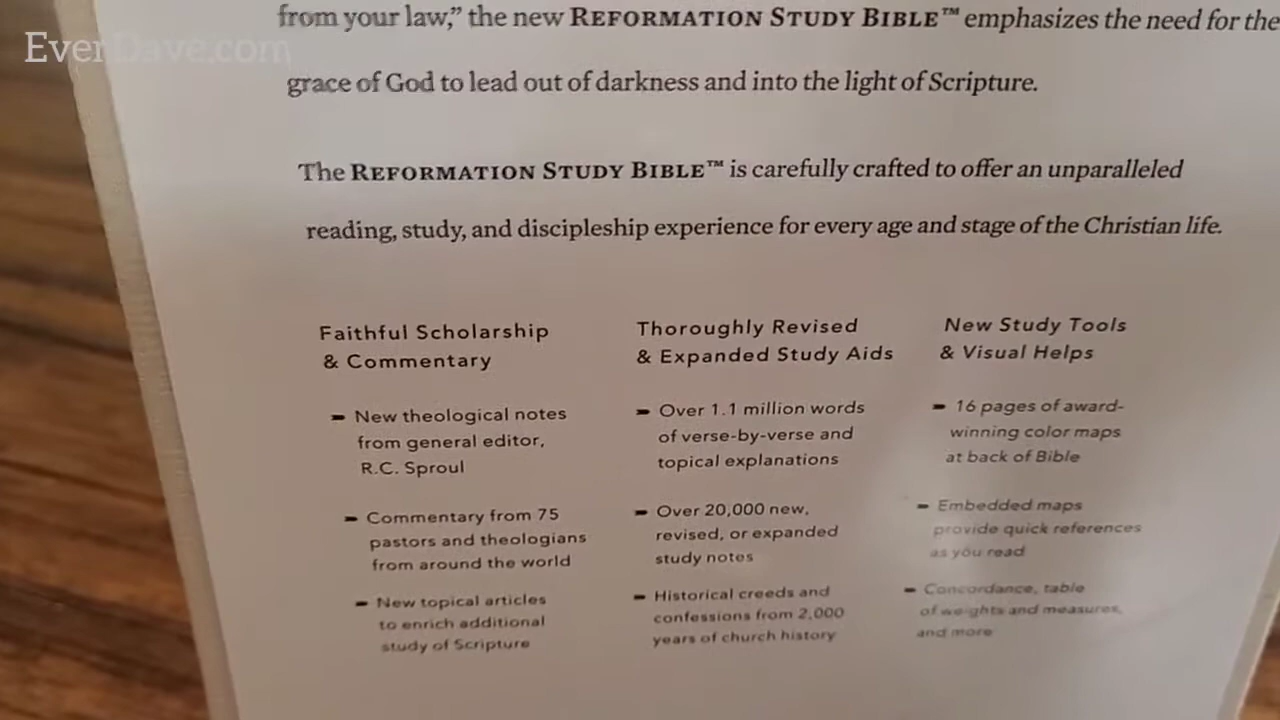 EverDave.com
from your law,” the new REFORMATION STUDY BIBLE™ emphasizes the need for the
grace of God to lead out of darkness and into the light of Scripture.
The REFORMATION STUDY BIBLE™ is carefully crafted to offer an unparalleled
reading, study, and discipleship experience for every age and stage of the Christian life.
Faithful Scholarship
& Commentary
New theological notes
from general editor,
R.C. Sproul
Commentary from 75
pastors and theologians
from around the world
New topical articles
to enrich additional
study of Scripture
Thoroughly Revised
& Expanded Study Aids
Over 1.1 million words
of verse-by-verse and
topical explanations
Over 20,000 new,
revised, or expanded
study notes
Historical creeds and
confessions from 2,000
years of church history
New Study Tools
& Visual Helps
16 pages of award-
winning color maps
at back of Bible
Embedded maps
provide quick references
as you read
Concordance, table
of weights and measures,
and more